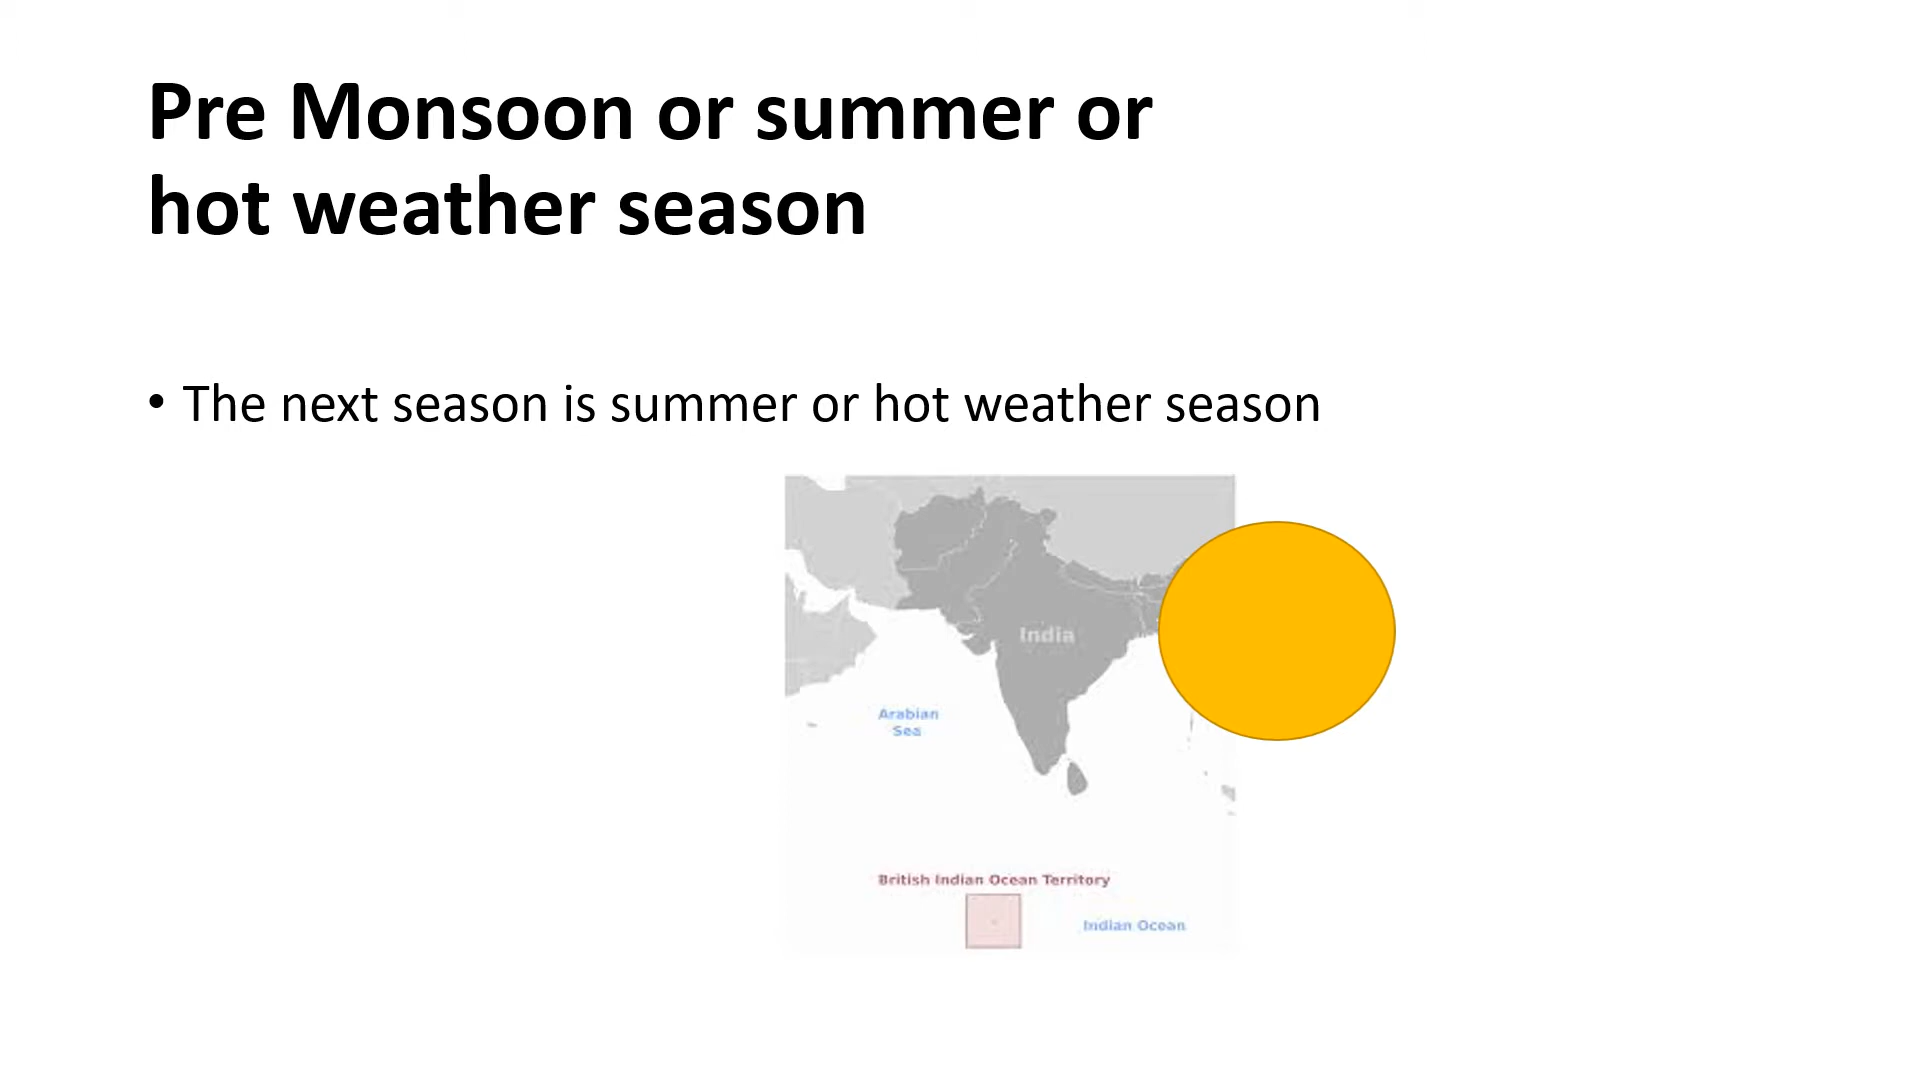 Pre Monsoon or summer or
hot weather season
• The next season is summer or hot weather season
India
Arabian
Sea
British Indian Ocean Territory
Indian Ocean